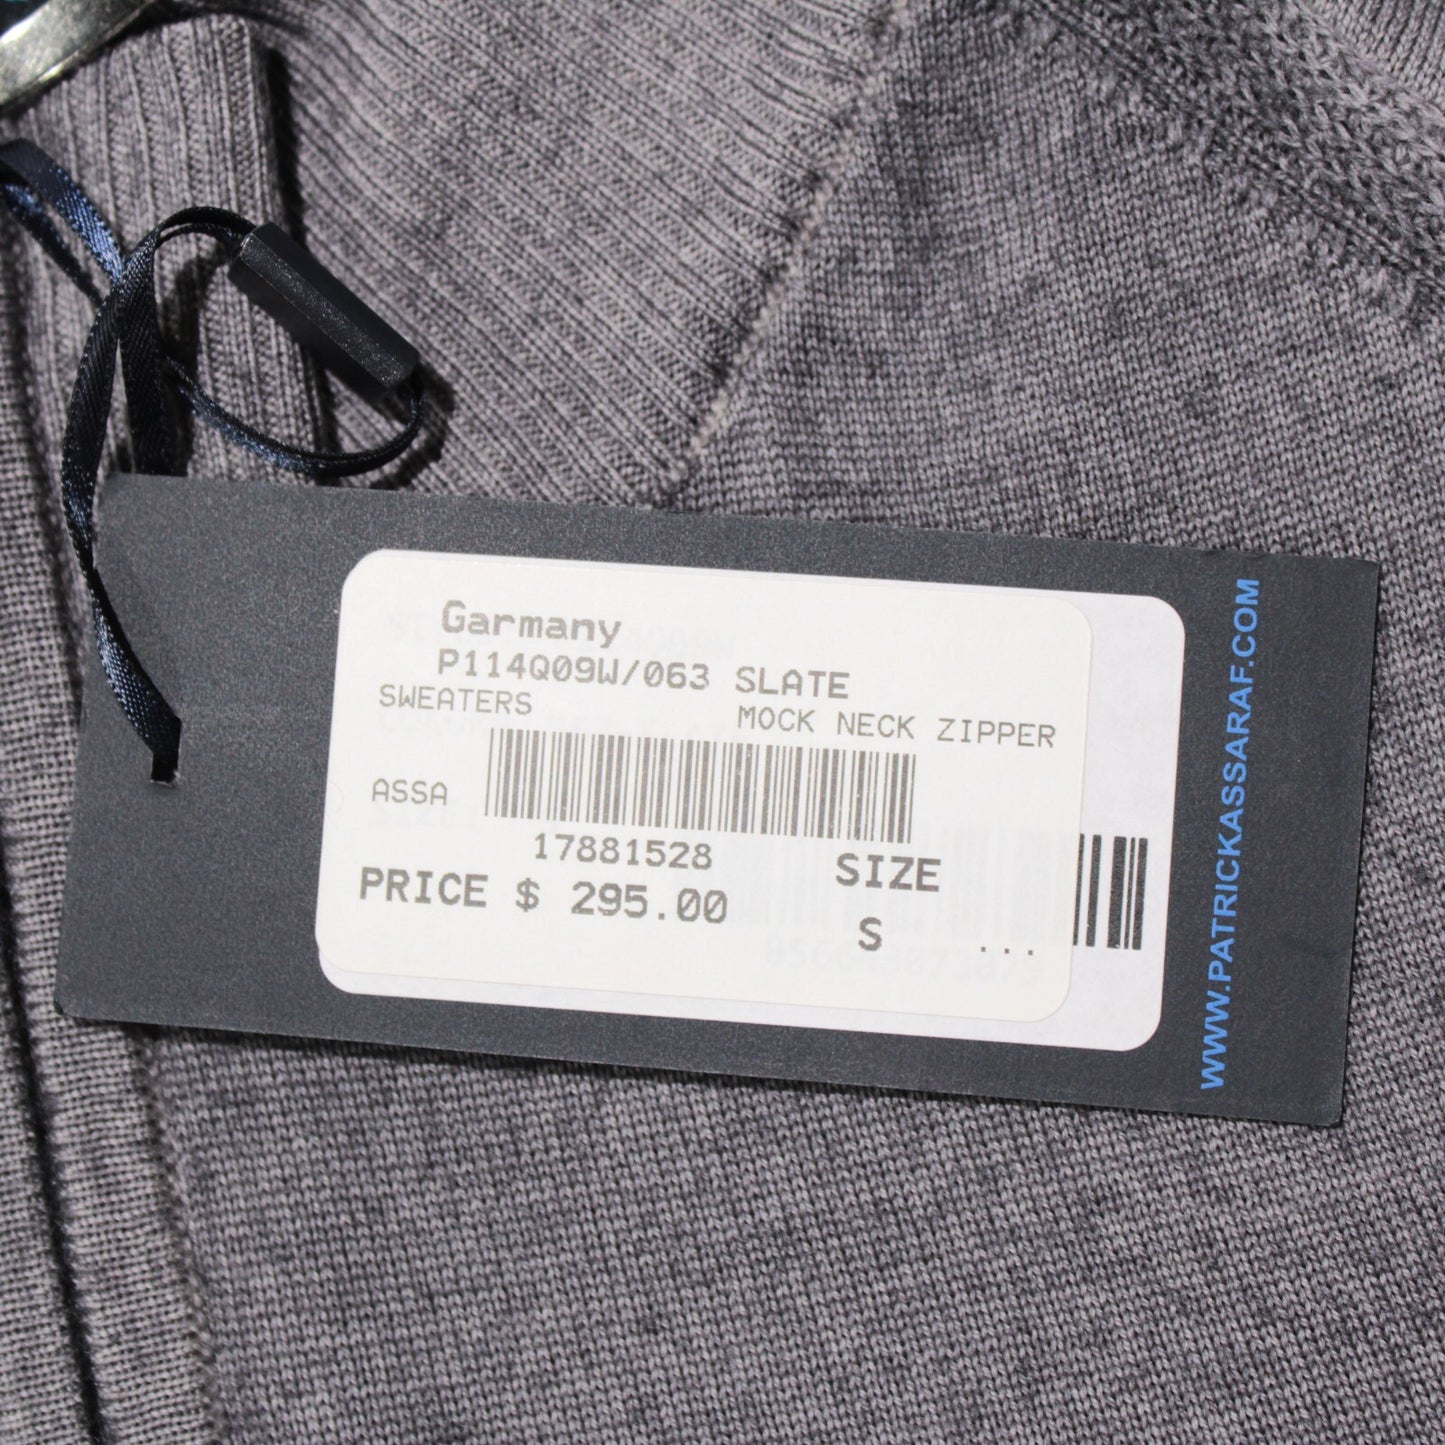 Garmany
P114Q09W/063 SLATE
SWEATERS
MOCK NECK ZIPPER
ASSA
17881528
SIZE
PRICE $ 295.00
S ...
WWW.PATRICKASSARAF.COM